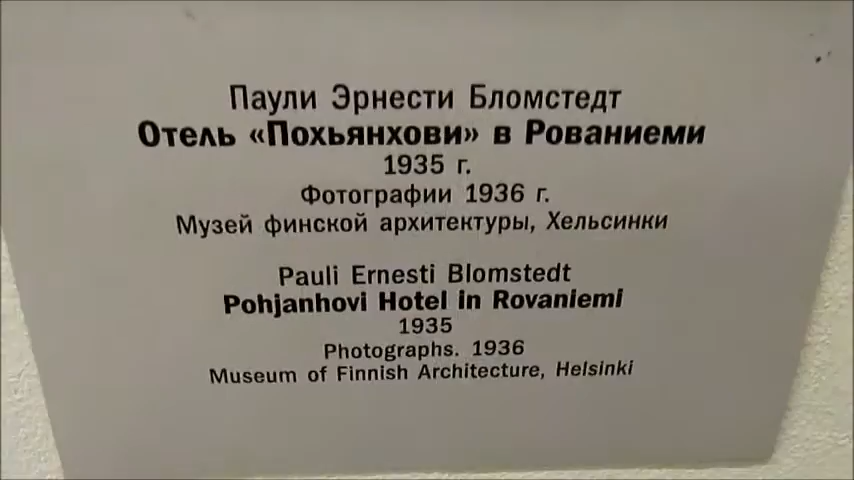 Паули Эрнести Бломстедт
Отель «Похьянхови» в Рованиеми
1935 г.
Фотографии 1936 г.
Музей финской архитектуры, Хельсинки
Pauli Ernesti Blomstedt
Pohjanhovi Hotel in Rovaniemi
1935
Photographs. 1936
Museum of Finnish Architecture, Helsinki